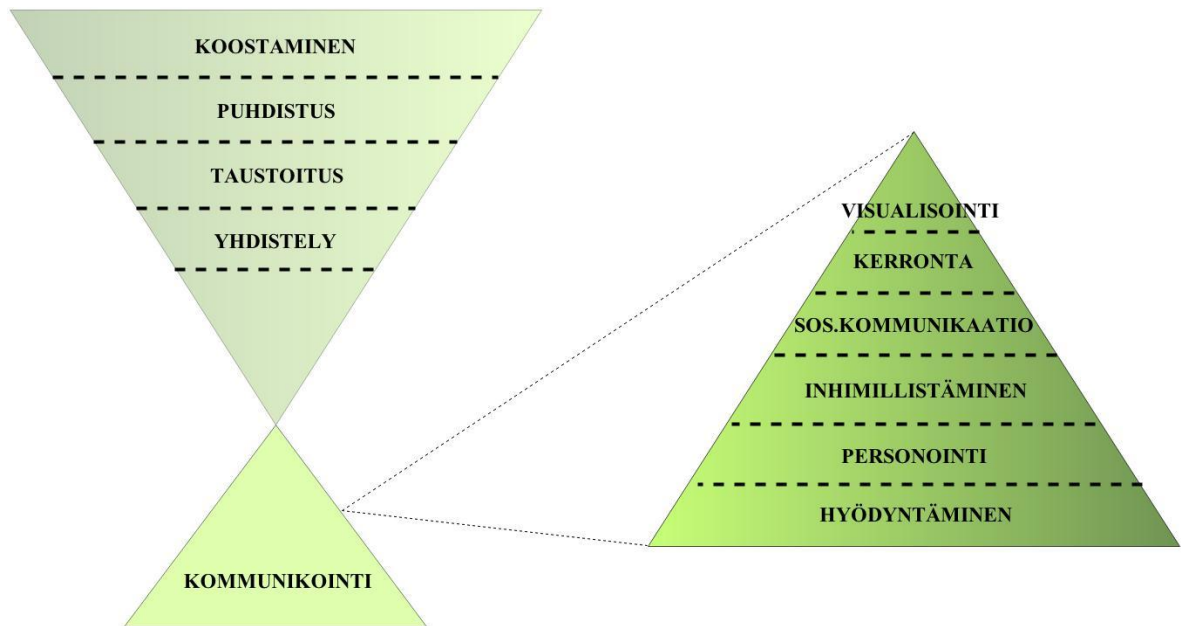 KOOSTAMINEN
PUHDISTUS
TAUSTOITUS
YHDISTELY
KOMMUNIKOINTI
VISUALISOINTI
KERRONTA
SOS.KOMMUNIKAATIO
INHIMILLISTÄMINEN
PERSONOINTI
HYÖDYNTÄMINEN